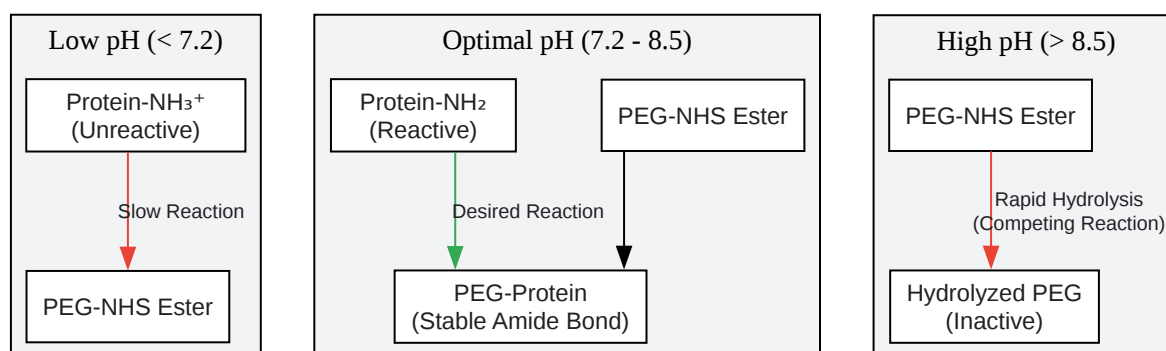 Low pH (< 7.2)
Protein-NH₃⁺
(Unreactive)
Slow Reaction
PEG-NHS Ester
Optimal pH (7.2 - 8.5)
Protein-NH₂
(Reactive)
PEG-NHS Ester
Desired Reaction
PEG-Protein
(Stable Amide Bond)
High pH (> 8.5)
PEG-NHS Ester
Rapid Hydrolysis
(Competing Reaction)
Hydrolyzed PEG
(Inactive)